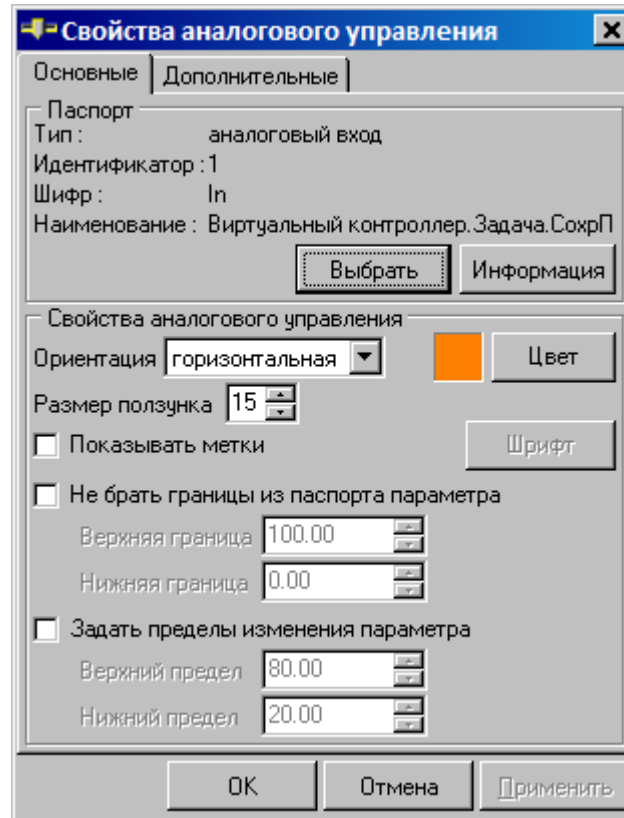 Свойства аналогового управления
Основные Дополнительные
Паспорт
Тип : аналоговый вход
Идентификатор : 1
Шифр : In
Наименование : Виртуальный контроллер.Задача.СохрП
Выбрать Информация
Свойства аналогового управления
Ориентация горизонтальная Цвет
Размер ползунка 15
Показывать метки Шрифт
Не брать границы из паспорта параметра
Верхняя граница 100.00
Нижняя граница 0.00
Задать пределы изменения параметра
Верхний предел 80.00
Нижний предел 20.00
ОК Отмена Применить